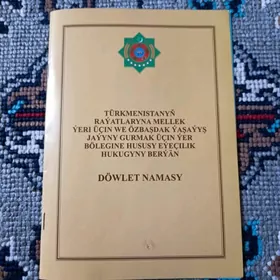 TÜRKMENISTANYŇ
RAÝATLARYNA MELLEK
ÝERI ÜÇIN WE ÖZBAŞDAK ÝAŞAÝYŞ
JAÝYNY GURMAK ÜÇIN ÝER
BÖLEGINE HUSUSY EÝEÇILIK
HUKUGYNY BERÝÄN
DÖWLET NAMASY